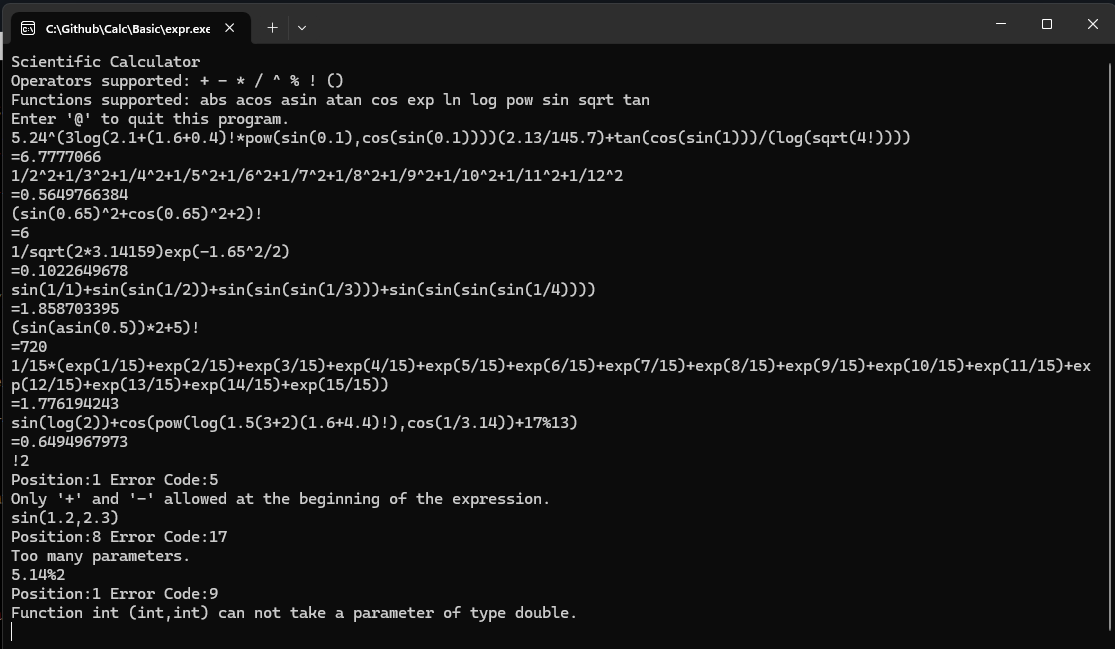 C:\Github\Calc\Basic\expr.exe
Scientific Calculator
Operators supported: + - * / ^ % ! ()
Functions supported: abs acos asin atan cos exp ln log pow sin sqrt tan
Enter '@' to quit this program.
5.24^(3log(2.1+(1.6+0.4)!*pow(sin(0.1),cos(sin(0.1))))(2.13/145.7)+tan(cos(sin(1)))/(log(sqrt(4!))))
=6.7777066
1/2^2+1/3^2+1/4^2+1/5^2+1/6^2+1/7^2+1/8^2+1/9^2+1/10^2+1/11^2+1/12^2
=0.5649766384
(sin(0.65)^2+cos(0.65)^2+2)!
=6
1/sqrt(2*3.14159)exp(-1.65^2/2)
=0.1022649678
sin(1/1)+sin(sin(1/2))+sin(sin(sin(1/3)))+sin(sin(sin(sin(1/4))))
=1.858703395
(sin(asin(0.5))*2+5)!
=720
1/15*(exp(1/15)+exp(2/15)+exp(3/15)+exp(4/15)+exp(5/15)+exp(6/15)+exp(7/15)+exp(8/15)+exp(9/15)+exp(10/15)+exp(11/15)+ex
p(12/15)+exp(13/15)+exp(14/15)+exp(15/15))
=1.776194243
sin(log(2))+cos(pow(log(1.5(3+2)(1.6+4.4)!),cos(1/3.14))+17%13)
=0.6494967973
!2
Position:1 Error Code:5
Only '+' and '-' allowed at the beginning of the expression.
sin(1.2,2.3)
Position:8 Error Code:17
Too many parameters.
5.14%2
Position:1 Error Code:9
Function int (int,int) can not take a parameter of type double.